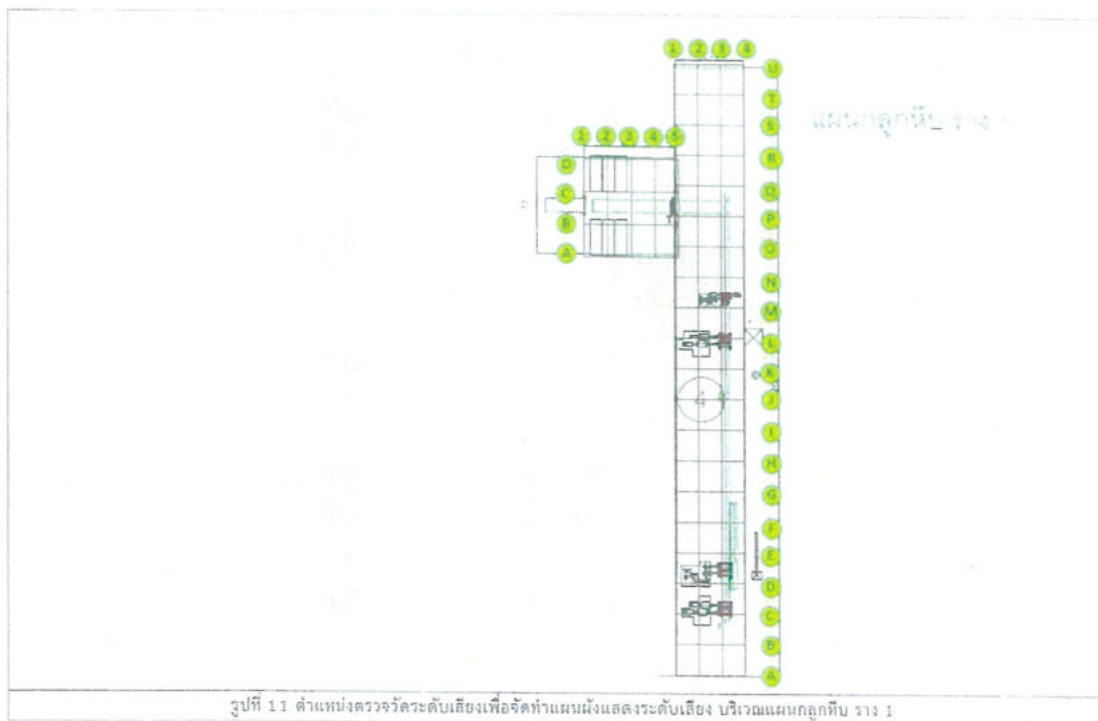 1 2 3 4
U
T
แผนกลูกหีบ ราง 1
S
1 2 3 4 5
R
D
Q
C
P
B
O
A
N
M
L
K
J
I
H
G
F
E
D
C
B
A
รูปที่ 11 ตำแหน่งตรวจวัดระดับเสียงเพื่อจัดทำแผนผังแสดงระดับเสียง บริเวณแผนกลูกหีบ ราง 1